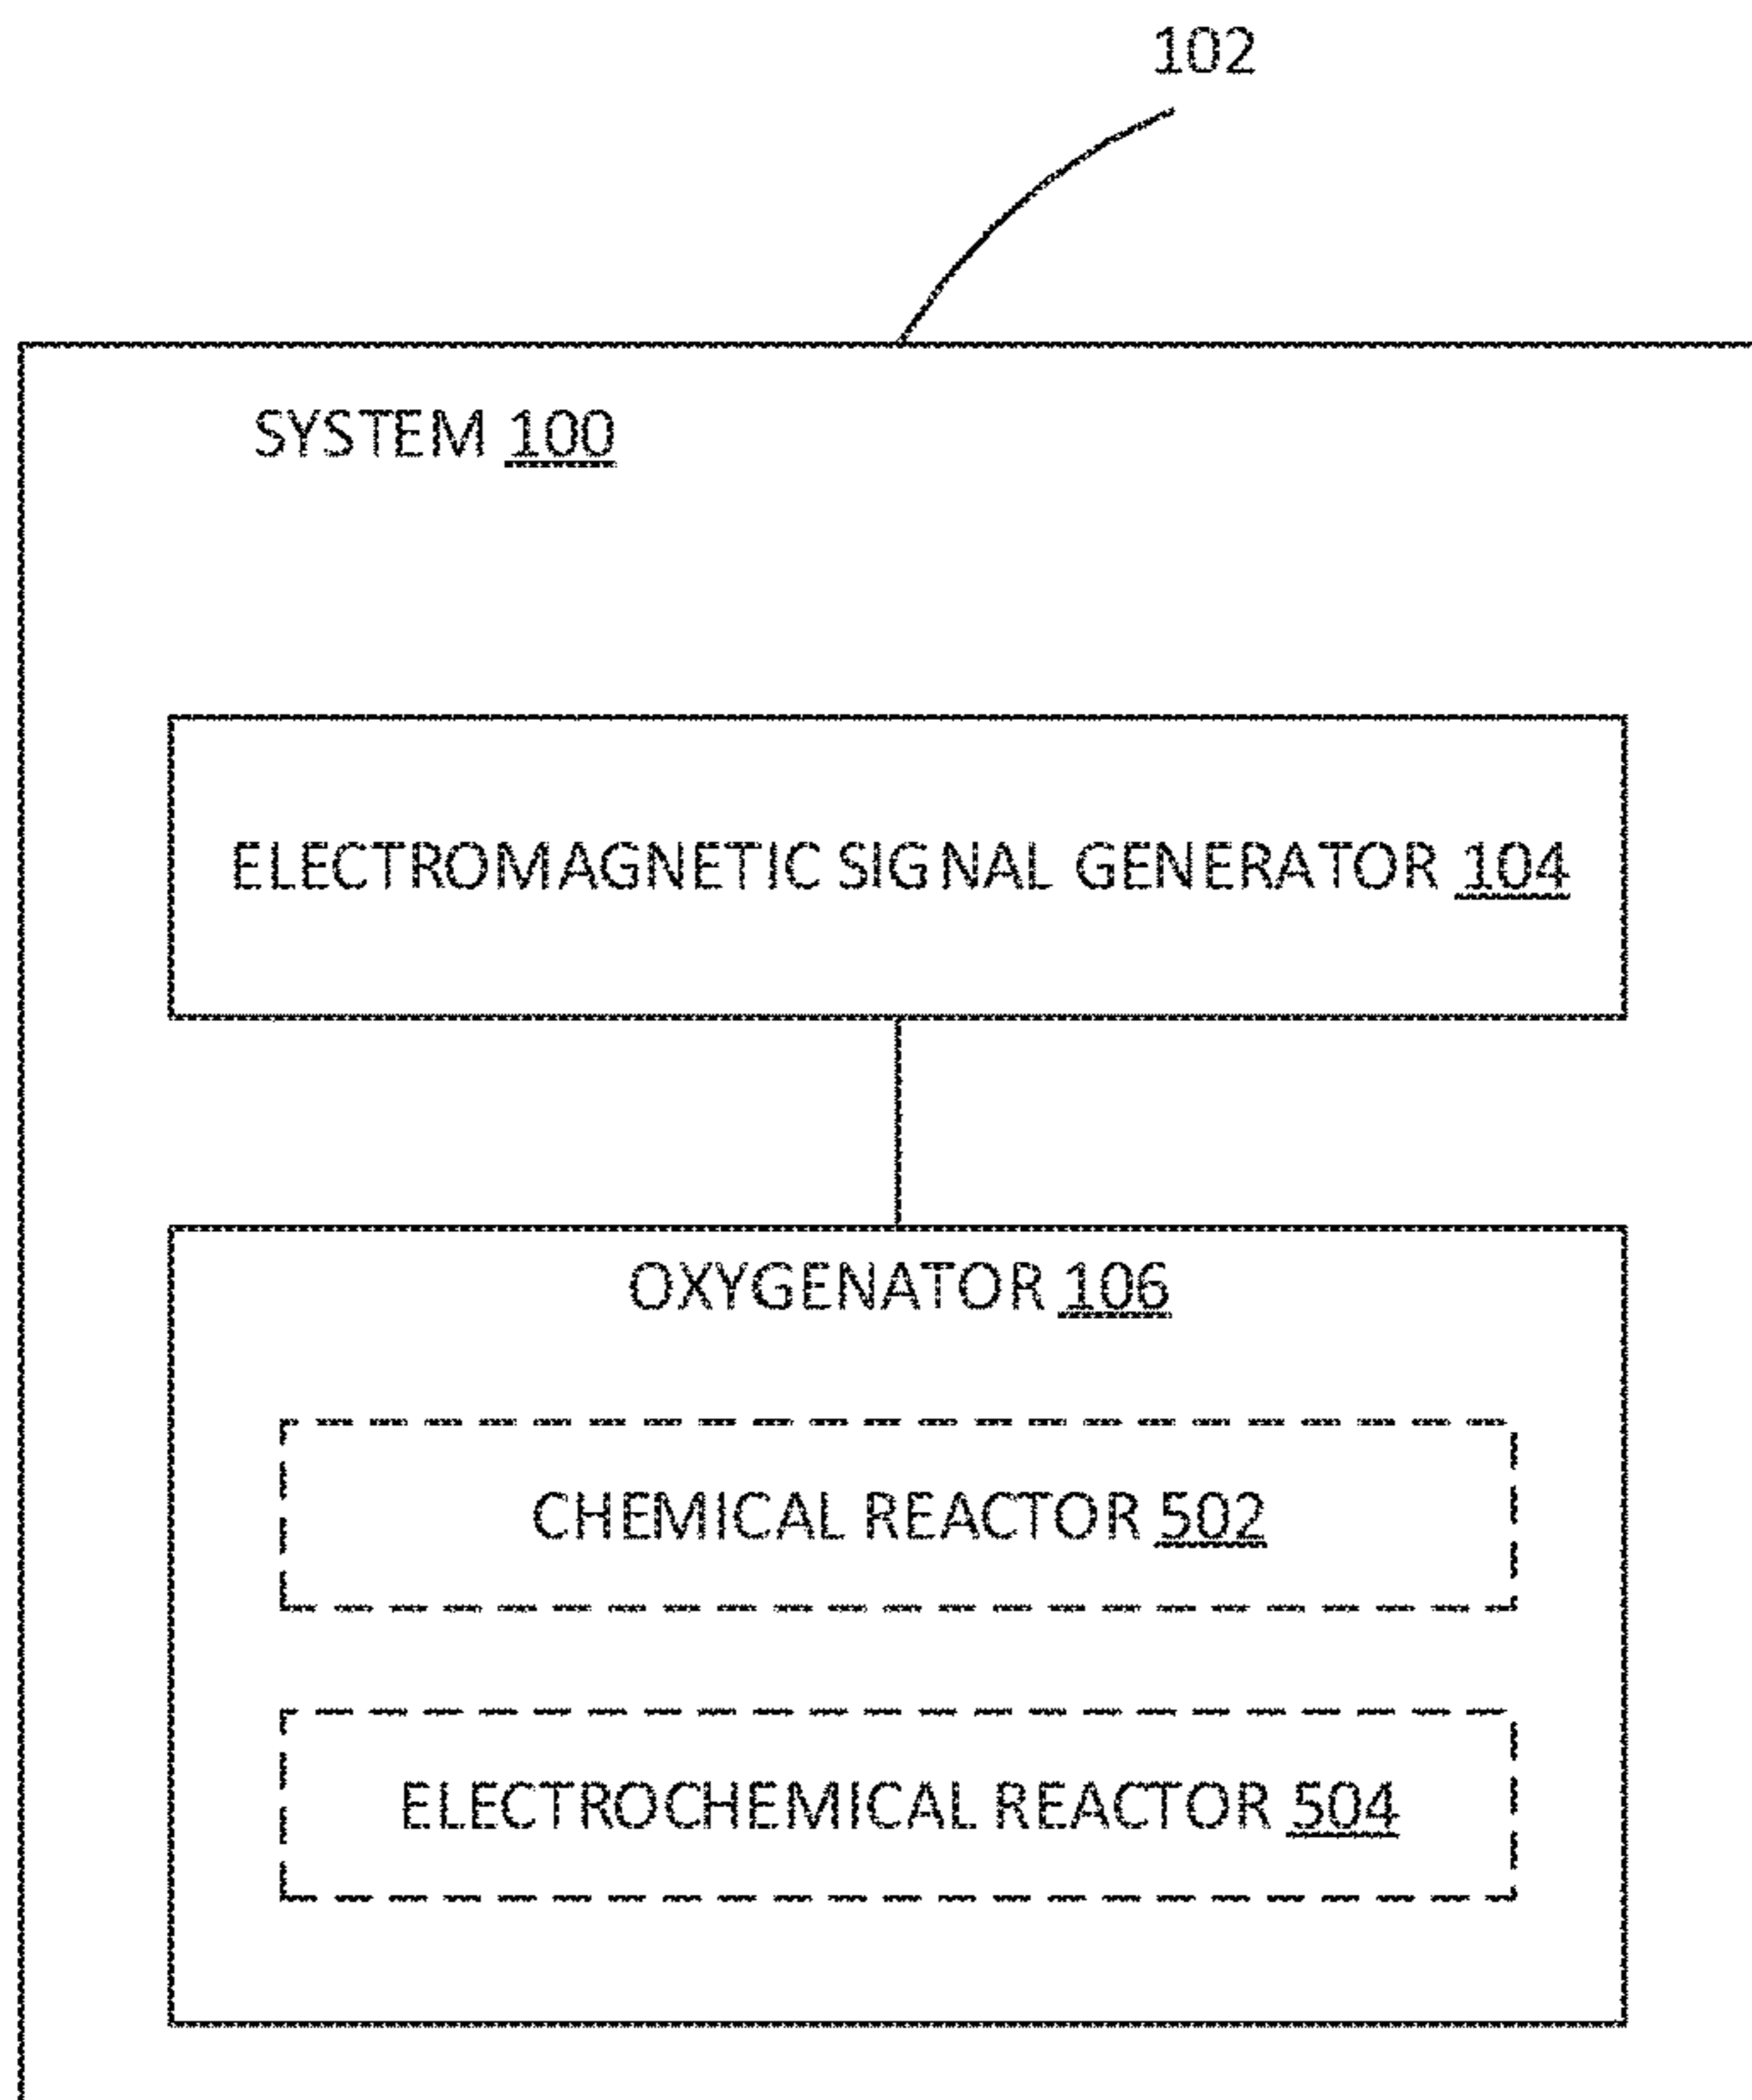 102
SYSTEM 100
ELECTROMAGNETIC SIGNAL GENERATOR 104
OXYGENATOR 106
CHEMICAL REACTOR 502
ELECTROCHEMICAL REACTOR 504